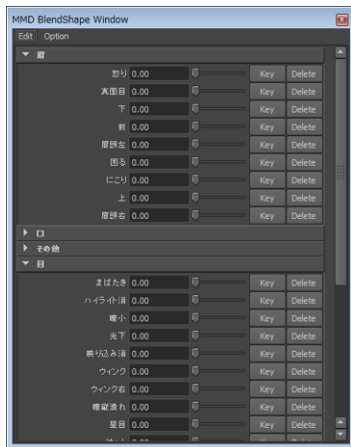 MMD BlendShape Window
Edit Option
眉
怒り 0.00 Key Delete
真面目 0.00 Key Delete
下 0.00 Key Delete
前 0.00 Key Delete
眉頭左 0.00 Key Delete
困る 0.00 Key Delete
にこり 0.00 Key Delete
上 0.00 Key Delete
眉頭右 0.00 Key Delete
口
その他
目
まばたき 0.00 Key Delete
ハイライト消 0.00 Key Delete
瞳小 0.00 Key Delete
光下 0.00 Key Delete
映り込み消 0.00 Key Delete
ウィンク 0.00 Key Delete
ウィンク右 0.00 Key Delete
瞳縦潰れ 0.00 Key Delete
星目 0.00 Key Delete